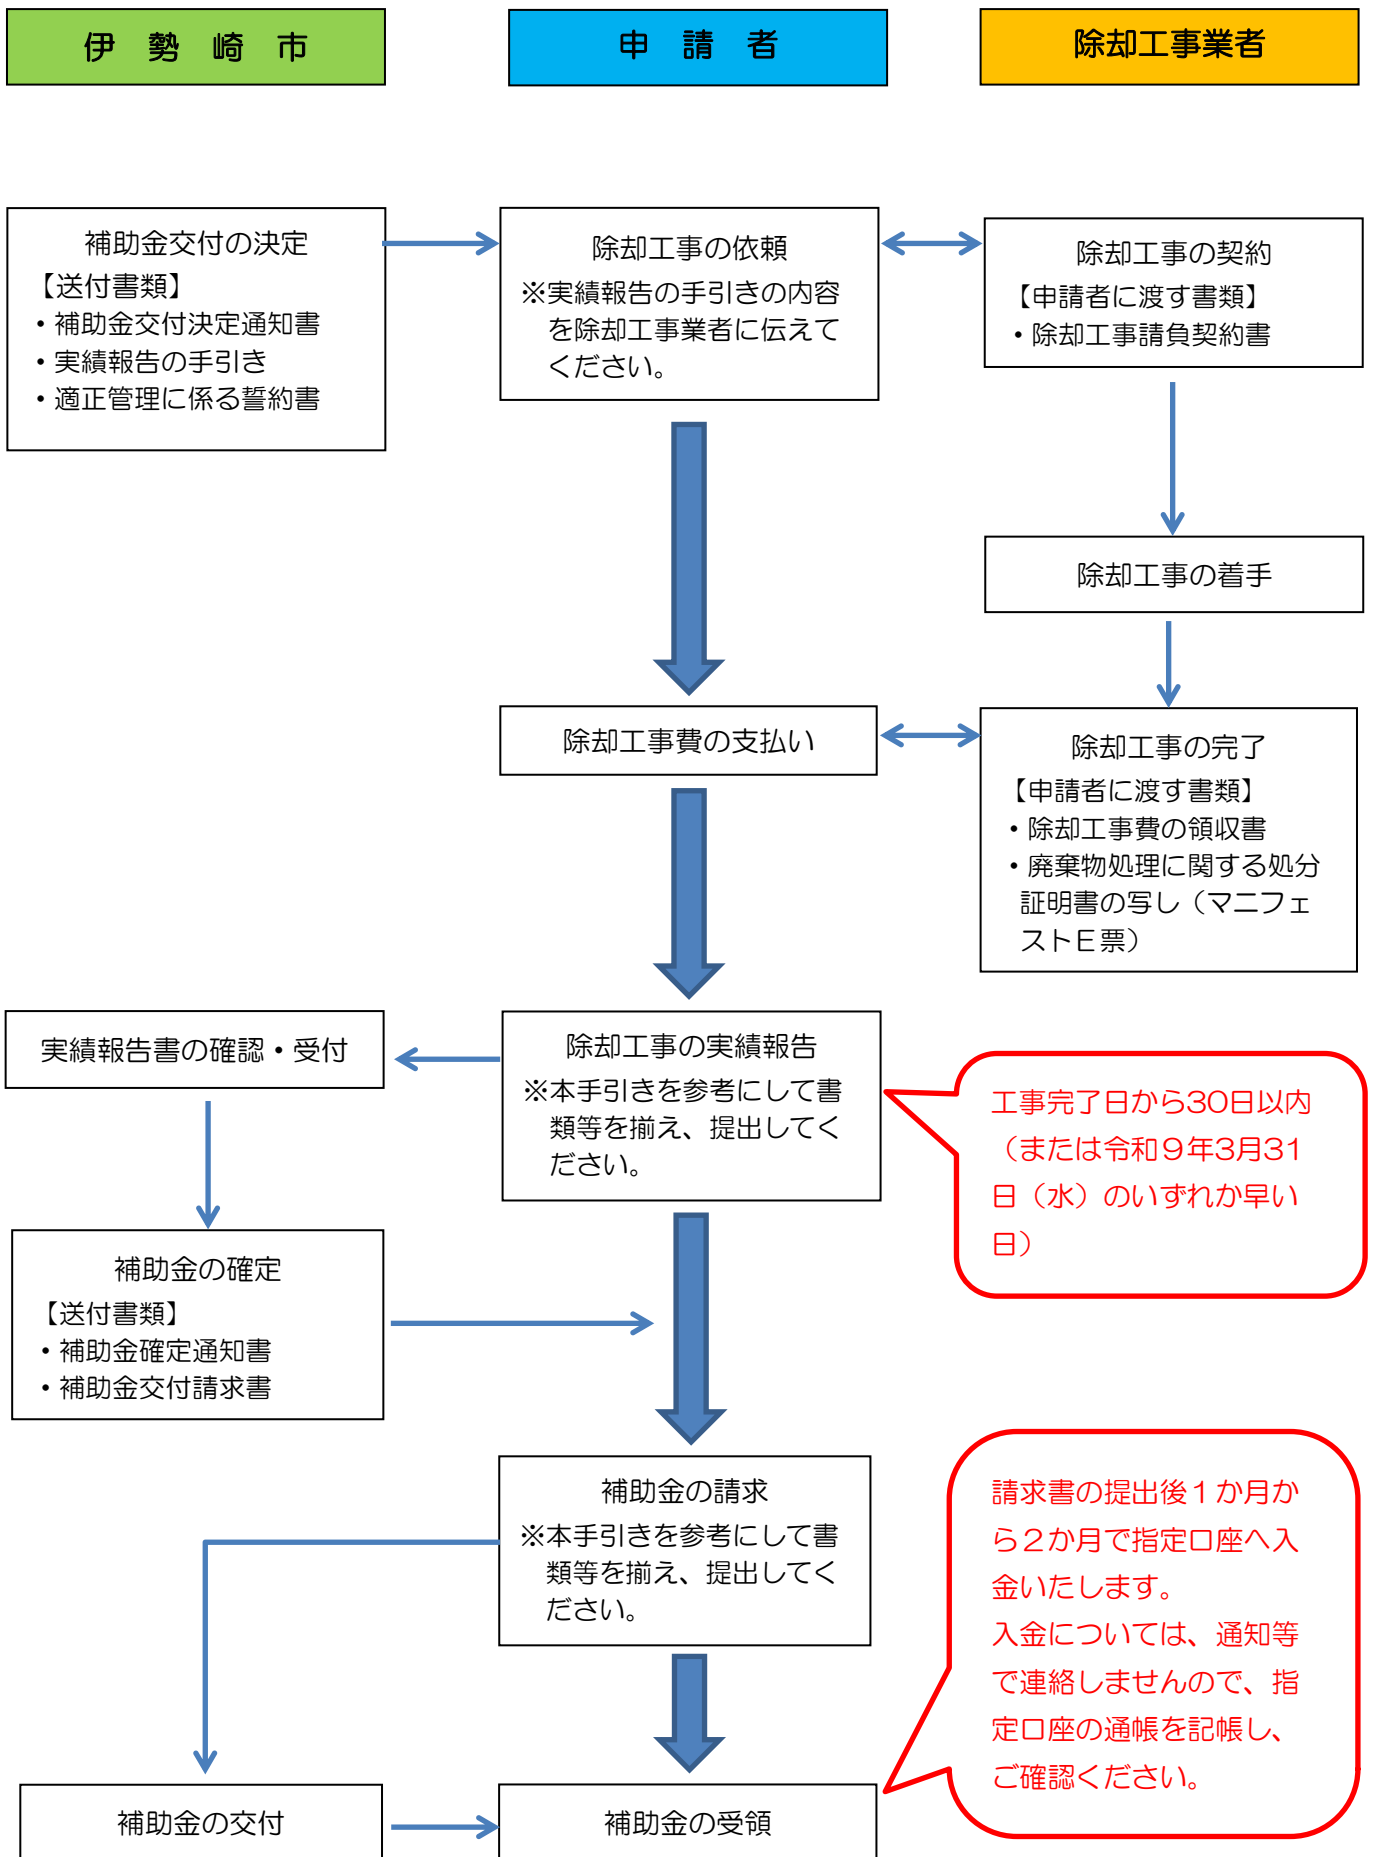 伊　勢　崎　市
申　請　者
除却工事業者
補助金交付の決定
【送付書類】
・補助金交付決定通知書
・実績報告の手引き
・適正管理に係る誓約書
除却工事の依頼
※実績報告の手引きの内容
を除却工事業者に伝えて
ください。
除却工事の契約
【申請者に渡す書類】
・除却工事請負契約書
除却工事の着手
除却工事費の支払い
除却工事の完了
【申請者に渡す書類】
・除却工事費の領収書
・廃棄物処理に関する処分
証明書の写し（マニフェ
ストＥ票）
実績報告書の確認・受付
除却工事の実績報告
※本手引きを参考にして書
類等を揃え、提出してく
ださい。
工事完了日から30日以内
（または令和９年3月31
日（水）のいずれか早い
日）
補助金の確定
【送付書類】
・補助金確定通知書
・補助金交付請求書
補助金の請求
※本手引きを参考にして書
類等を揃え、提出してく
ださい。
請求書の提出後１か月か
ら２か月で指定口座へ入
金いたします。
入金については、通知等
で連絡しませんので、指
定口座の通帳を記帳し、
ご確認ください。
補助金の交付
補助金の受領